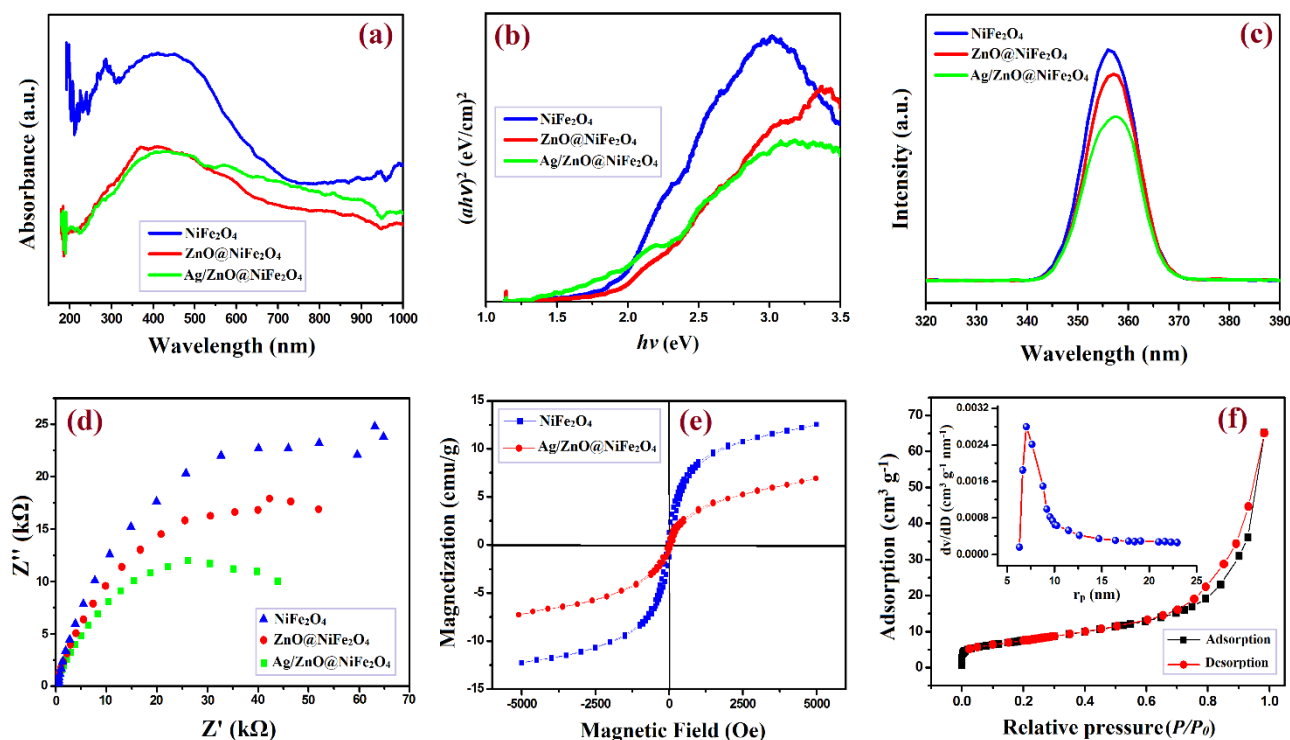 (a)
Absorbance (a.u.)
NiFe₂O₄
ZnO@NiFe₂O₄
Ag/ZnO@NiFe₂O₄
200 300 400 500 600 700 800 900 1000
Wavelength (nm)
(b)
(ahν)² (eV/cm)²
NiFe₂O₄
ZnO@NiFe₂O₄
Ag/ZnO@NiFe₂O₄
1.0 1.5 2.0 2.5 3.0 3.5
hν (eV)
(c)
Intensity (a.u.)
NiFe₂O₄
ZnO@NiFe₂O₄
Ag/ZnO@NiFe₂O₄
320 330 340 350 360 370 380 390
Wavelength (nm)
(d)
Z'' (kΩ)
25
20
15
10
5
0
NiFe₂O₄
ZnO@NiFe₂O₄
Ag/ZnO@NiFe₂O₄
0 10 20 30 40 50 60 70
Z' (kΩ)
(e)
Magnetization (emu/g)
15
10
5
0
-5
-10
-15
NiFe₂O₄
Ag/ZnO@NiFe₂O₄
-5000 -2500 0 2500 5000
Magnetic Field (Oe)
(f)
Adsorption (cm³ g⁻¹)
70
60
50
40
30
20
10
0
dv/dD (cm³ g⁻¹ nm⁻¹)
0.0032
0.0024
0.0016
0.0008
0.0000
5 10 15 20 25
rₚ (nm)
Adsorption
Desorption
0.0 0.2 0.4 0.6 0.8 1.0
Relative pressure (P/P₀)